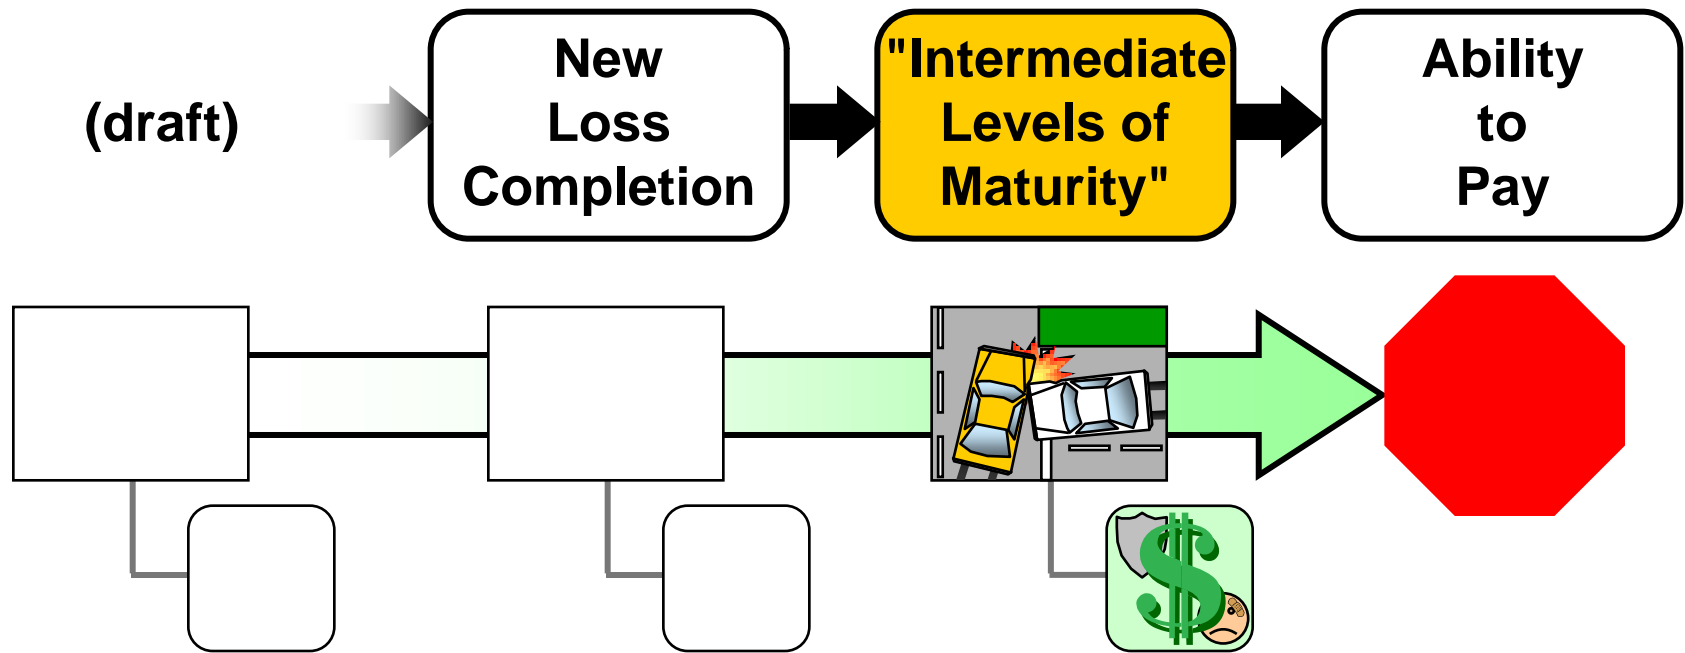 (draft)
New
Loss
Completion
"Intermediate
Levels of
Maturity"
Ability
to
Pay
$